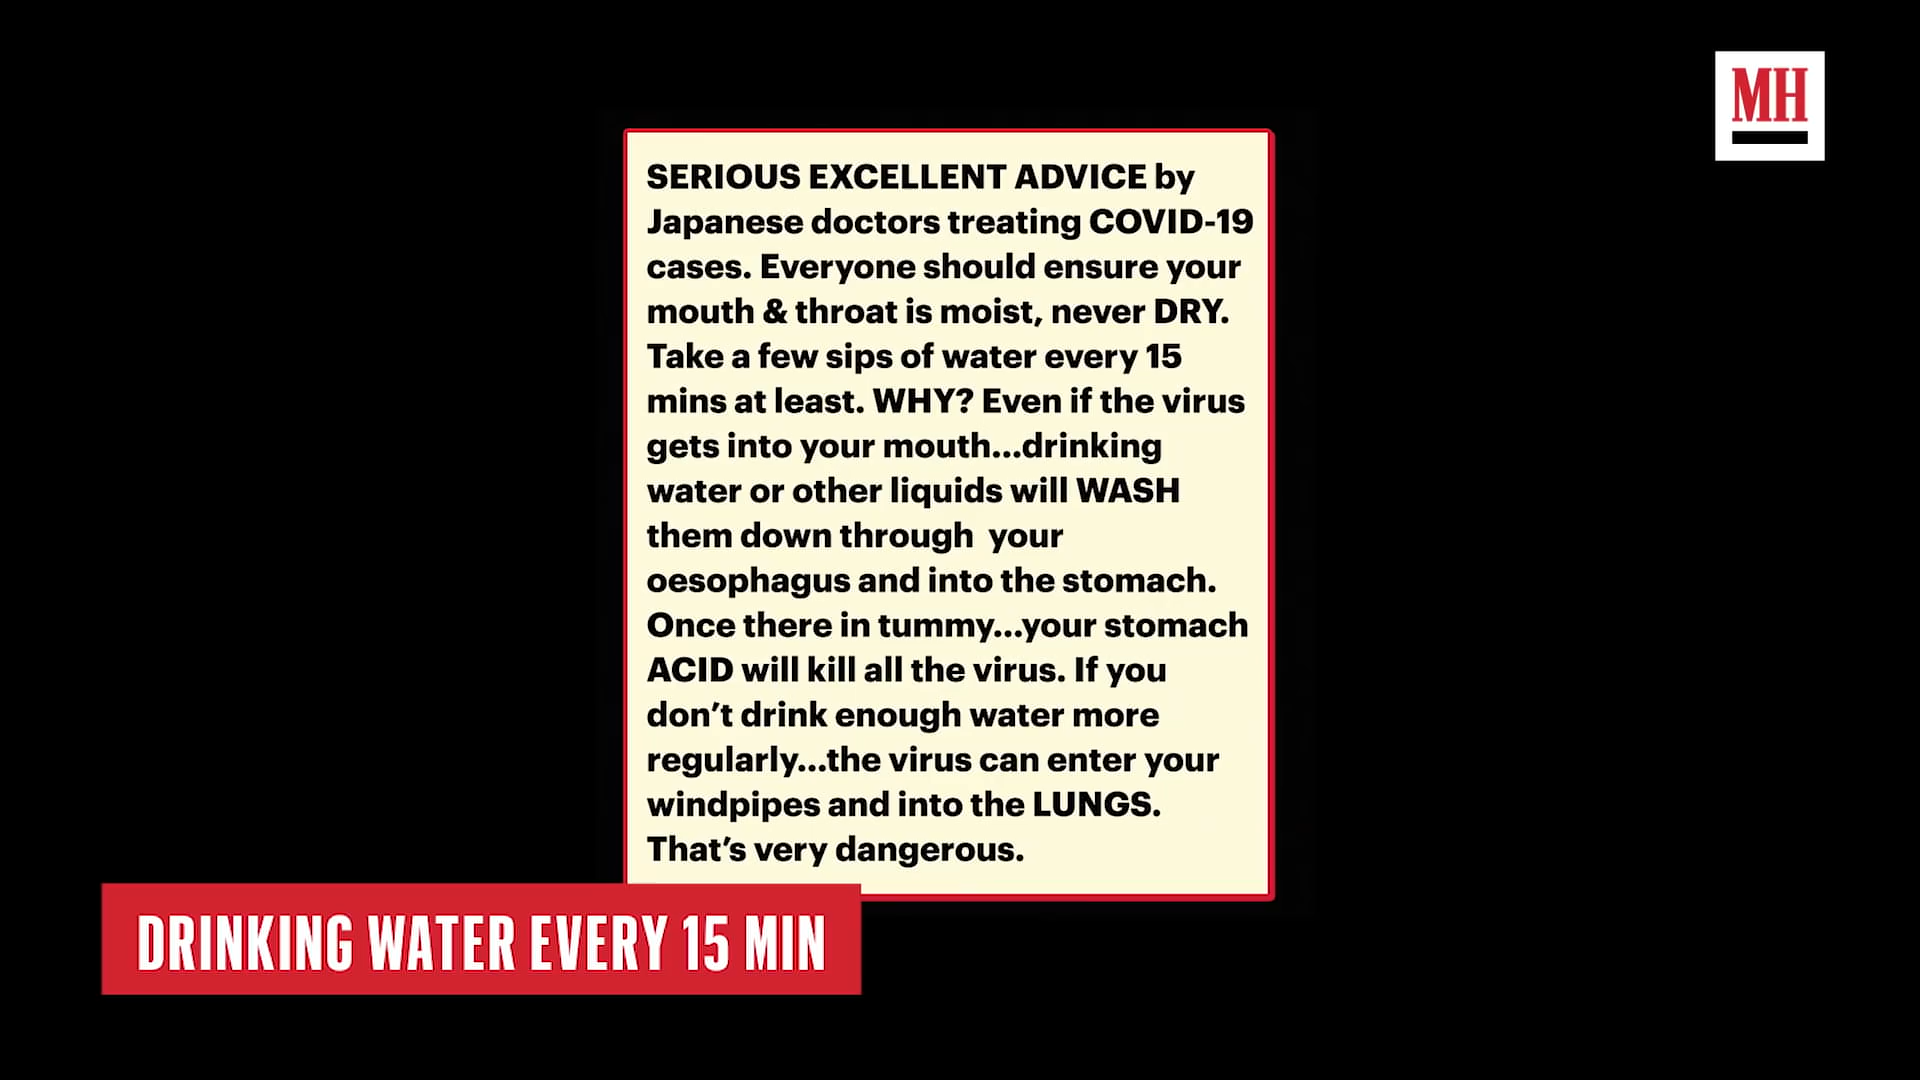 MH
SERIOUS EXCELLENT ADVICE by
Japanese doctors treating COVID-19
cases. Everyone should ensure your
mouth & throat is moist, never DRY.
Take a few sips of water every 15
mins at least. WHY? Even if the virus
gets into your mouth...drinking
water or other liquids will WASH
them down through  your
oesophagus and into the stomach.
Once there in tummy...your stomach
ACID will kill all the virus. If you
don’t drink enough water more
regularly...the virus can enter your
windpipes and into the LUNGS.
That’s very dangerous.
DRINKING WATER EVERY 15 MIN